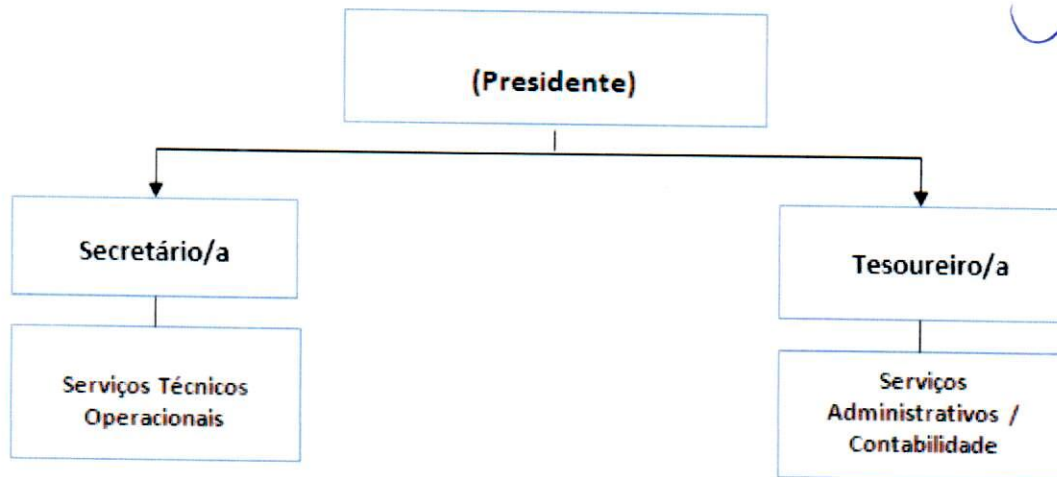 (Presidente)
Secretário/a
Tesoureiro/a
Serviços Técnicos
Operacionais
Serviços
Administrativos /
Contabilidade